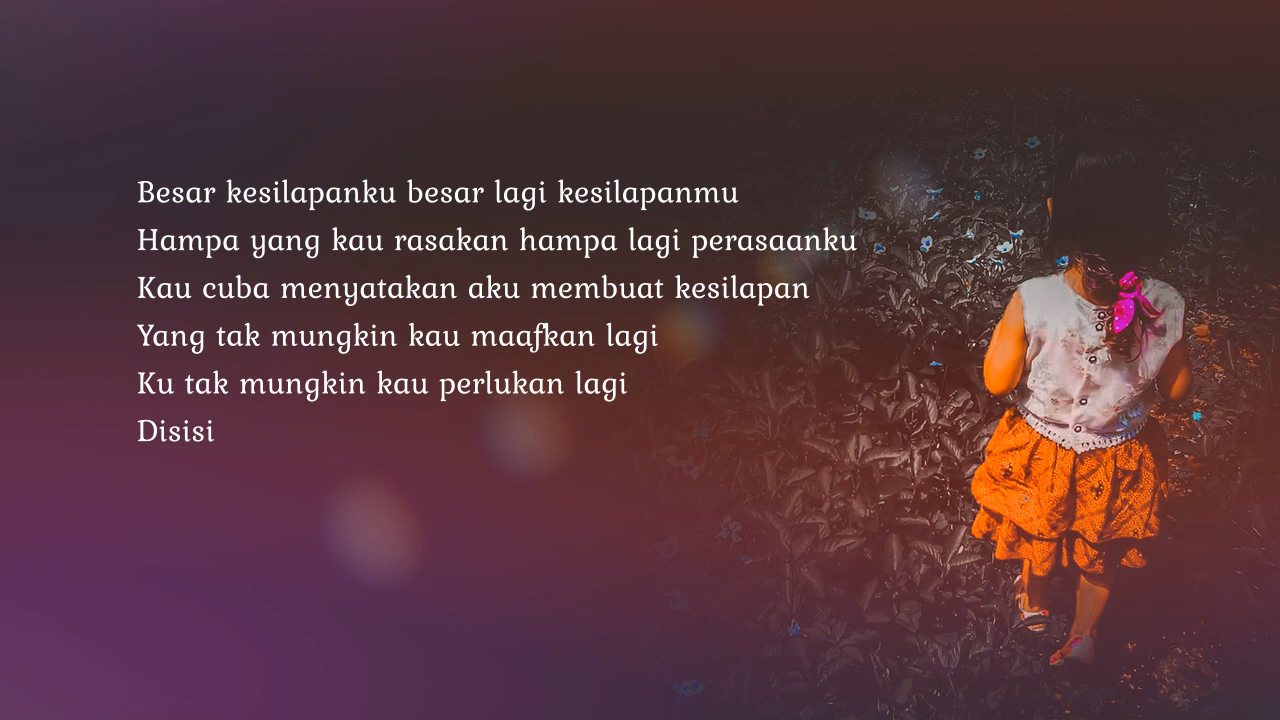 Besar kesilapanku besar lagi kesilapanmu
Hampa yang kau rasakan hampa lagi perasaanku
Kau cuba menyatakan aku membuat kesilapan
Yang tak mungkin kau maafkan lagi
Ku tak mungkin kau perlukan lagi
Disisi